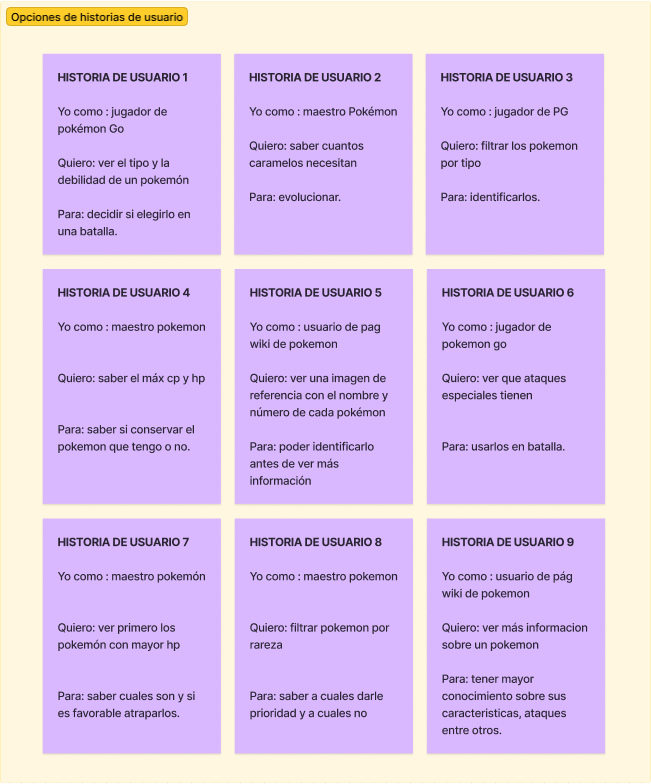 Opciones de historias de usuario
HISTORIA DE USUARIO 1
Yo como : jugador de
pokémon Go
Quiero: ver el tipo y la
debilidad de un pokemón
Para: decidir si elegirlo en
una batalla.
HISTORIA DE USUARIO 2
Yo como : maestro Pokémon
Quiero: saber cuantos
caramelos necesitan
Para: evolucionar.
HISTORIA DE USUARIO 3
Yo como : jugador de PG
Quiero: filtrar los pokemon
por tipo
Para: identificarlos.
HISTORIA DE USUARIO 4
Yo como : maestro pokemon
Quiero: saber el máx cp y hp
Para: saber si conservar el
pokemon que tengo o no.
HISTORIA DE USUARIO 5
Yo como : usuario de pag
wiki de pokemon
Quiero: ver una imagen de
referencia con el nombre y
número de cada pokémon
Para: poder identificarlo
antes de ver más
información
HISTORIA DE USUARIO 6
Yo como : jugador de
pokemon go
Quiero: ver que ataques
especiales tienen
Para: usarlos en batalla.
HISTORIA DE USUARIO 7
Yo como : maestro pokemón
Quiero: ver primero los
pokemón con mayor hp
Para: saber cuales son y si
es favorable atraparlos.
HISTORIA DE USUARIO 8
Yo como : maestro pokemon
Quiero: filtrar pokemon por
rareza
Para: saber a cuales darle
prioridad y a cuales no
HISTORIA DE USUARIO 9
Yo como : usuario de pág
wiki de pokemon
Quiero: ver más informacion
sobre un pokemon
Para: tener mayor
conocimiento sobre sus
caracteristicas, ataques
entre otros.